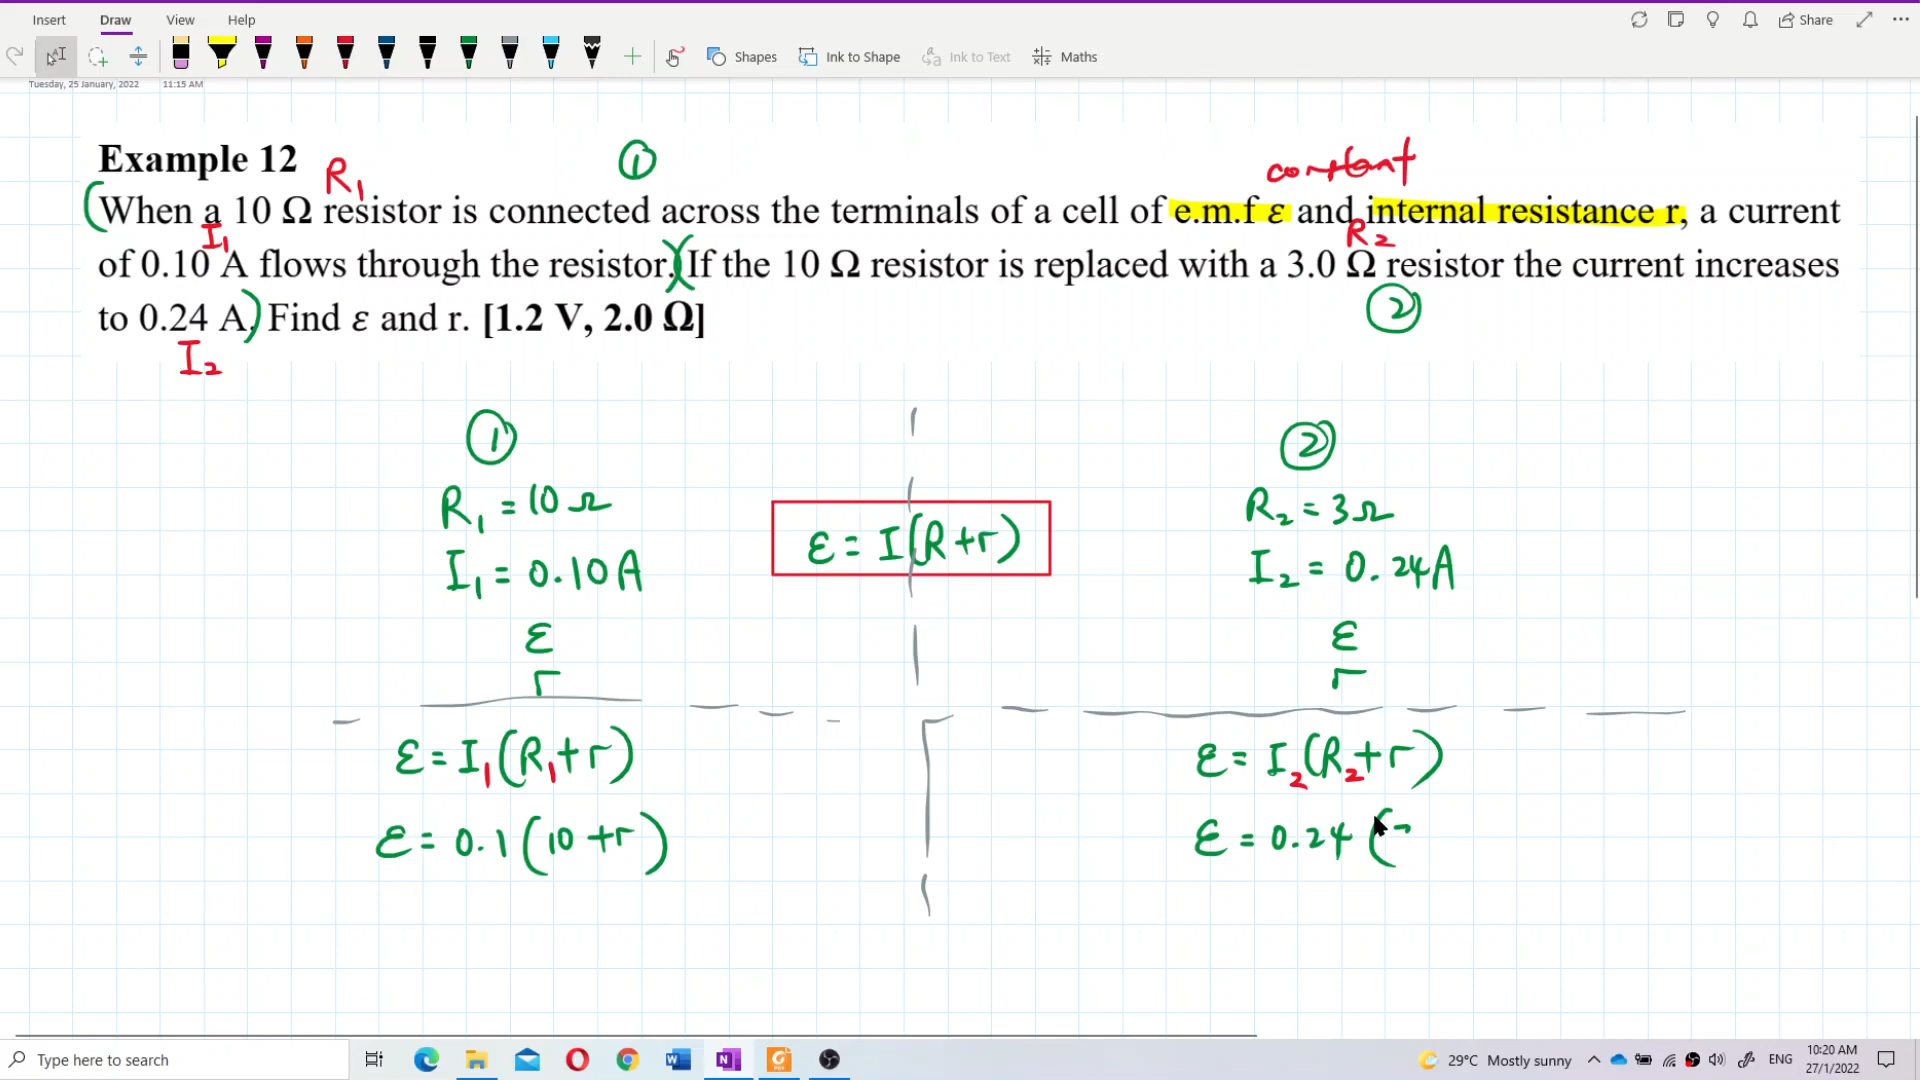 Insert Draw View Help
Share
Shapes Ink to Shape Ink to Text Maths
Tuesday, 25 January, 2022 11:15 AM
Example 12
R₁
①
constant
When a 10 Ω resistor is connected across the terminals of a cell of e.m.f ε and internal resistance r, a current
I₁
R₂
of 0.10 A flows through the resistor. If the 10 Ω resistor is replaced with a 3.0 Ω resistor the current increases
to 0.24 A. Find ε and r. [1.2 V, 2.0 Ω]
②
I₂
①
②
R₁ = 10 Ω
R₂ = 3 Ω
ε = I(R+r)
I₁ = 0.10 A
I₂ = 0.24 A
ε
ε
r
r
ε = I₁(R₁+r)
ε = I₂(R₂+r)
ε = 0.1(10+r)
ε = 0.24(
Type here to search
29°C Mostly sunny
ENG
10:20 AM
27/1/2022